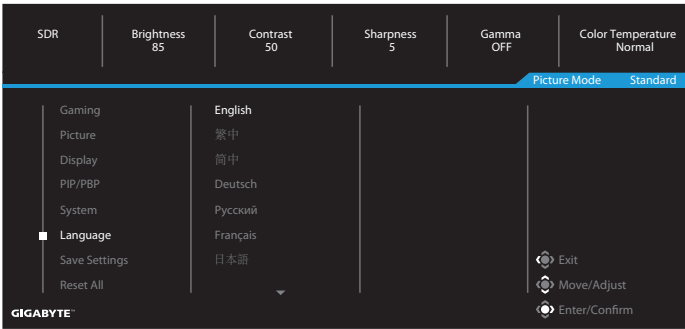 SDR Brightness Contrast Sharpness Gamma Color Temperature
85 50 5 OFF Normal
Picture Mode Standard
Gaming English
Picture 繁中
Display 简中
PIP/PBP Deutsch
System Русский
Language Français
Save Settings 日本語 Exit
Reset All Move/Adjust
GIGABYTE™ Enter/Confirm